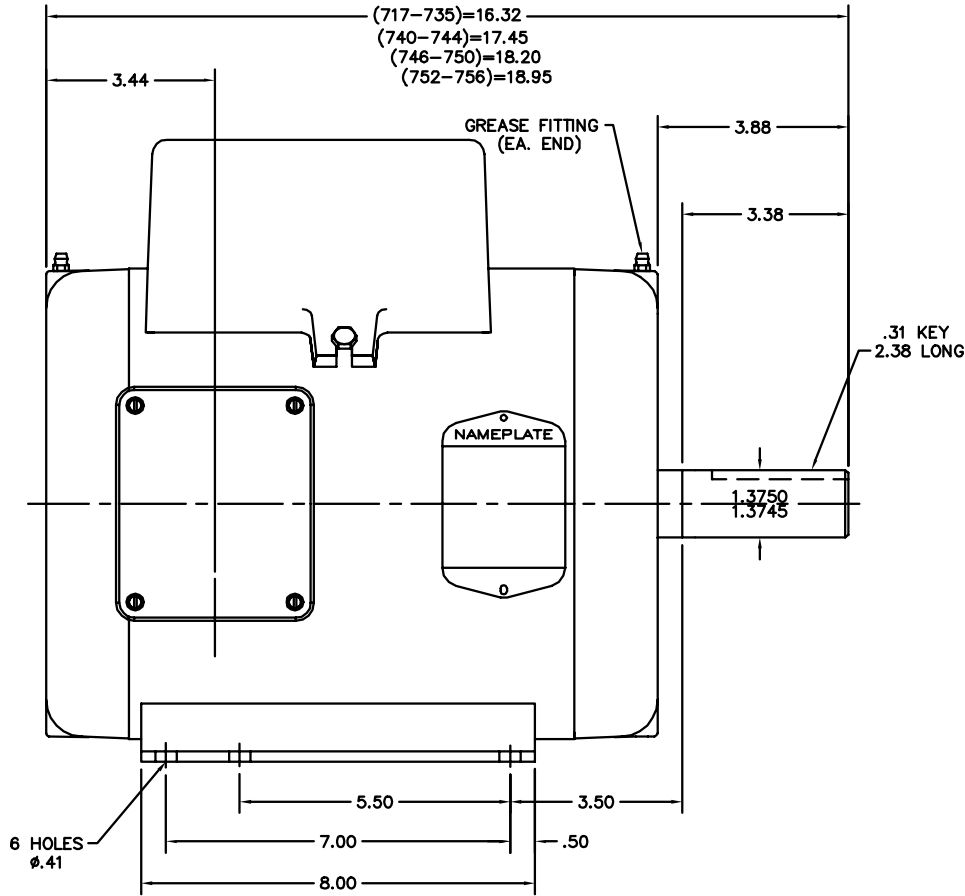 (717-735)=16.32
(740-744)=17.45
(746-750)=18.20
(752-756)=18.95
3.44
GREASE FITTING
(EA. END)
3.88
3.38
.31 KEY
2.38 LONG
NAMEPLATE
1.3750
1.3745
5.50
3.50
6 HOLES
ø.41
7.00
.50
8.00